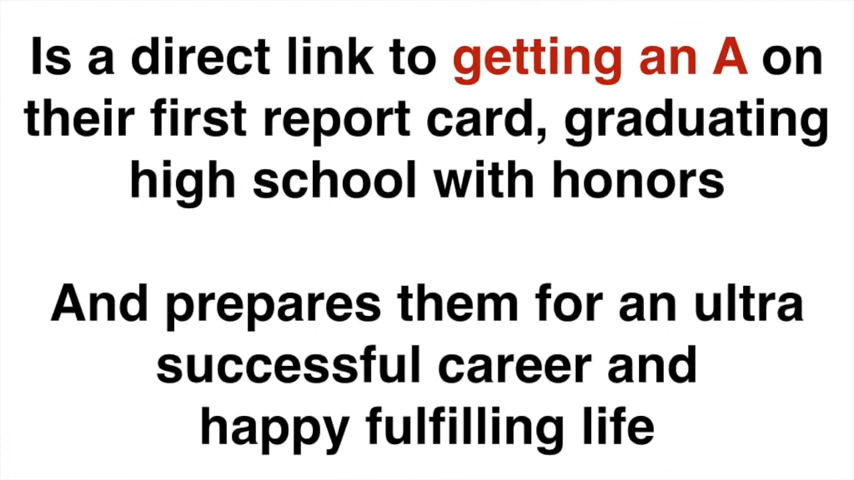 Is a direct link to getting an A on
their first report card, graduating
high school with honors
And prepares them for an ultra
successful career and
happy fulfilling life